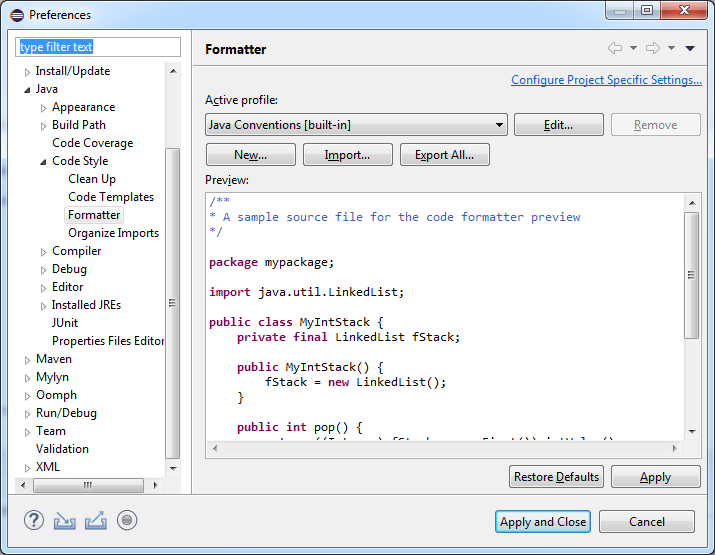 Preferences
type filter text
Install/Update
Java
Appearance
Build Path
Code Coverage
Code Style
Clean Up
Code Templates
Formatter
Organize Imports
Compiler
Debug
Editor
Installed JREs
JUnit
Properties Files Editor
Maven
Mylyn
Oomph
Run/Debug
Team
Validation
XML
Formatter
Configure Project Specific Settings...
Active profile:
Java Conventions [built-in]
Edit...
Remove
New...
Import...
Export All...
Preview:
/**
* A sample source file for the code formatter preview
*/
package mypackage;
import java.util.LinkedList;
public class MyIntStack {
private final LinkedList fStack;
public MyIntStack() {
fStack = new LinkedList();
}
public int pop() {
Restore Defaults
Apply
Apply and Close
Cancel